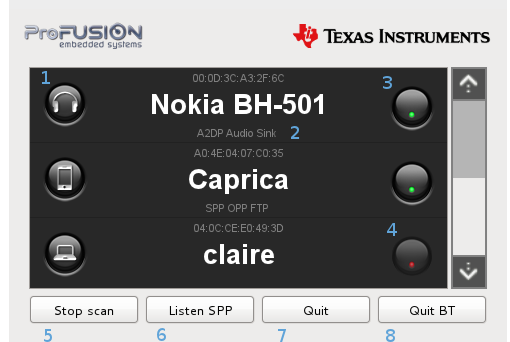 ProFUSION
embedded systems
TEXAS INSTRUMENTS
1
00:0D:3C:A3:2F:6C
3
Nokia BH-501
A2DP Audio Sink 2
A0:4E:04:07:C0:35
Caprica
SPP OPP FTP
04:0C:CE:E0:49:3D
4
claire
Stop scan
Listen SPP
Quit
Quit BT
5
6
7
8